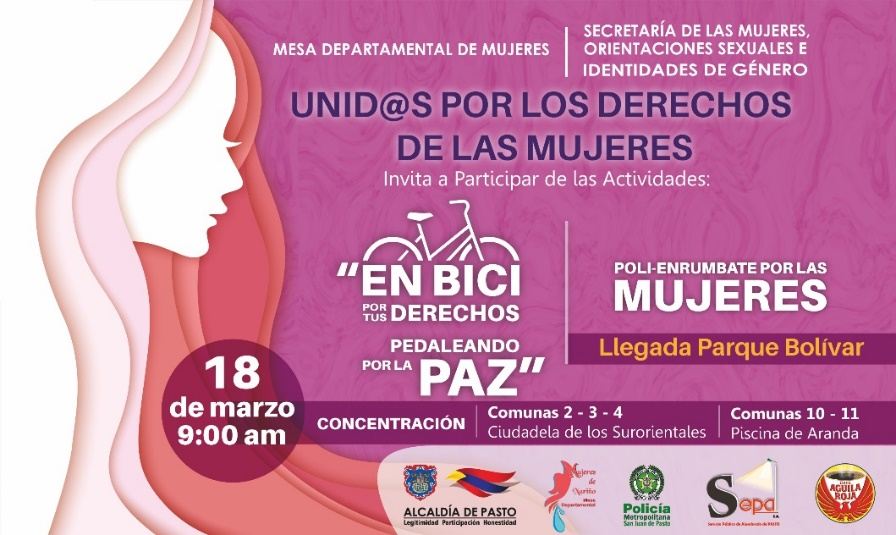 MESA DEPARTAMENTAL DE MUJERES
SECRETARÍA DE LAS MUJERES,
ORIENTACIONES SEXUALES E
IDENTIDADES DE GÉNERO
UNID@S POR LOS DERECHOS
DE LAS MUJERES
Invita a Participar de las Actividades:
"EN BICI
POR TUS DERECHOS
PEDALEANDO
POR LA PAZ"
POLI-ENRUMBATE POR LAS
MUJERES
Llegada Parque Bolívar
18
de marzo
9:00 am
CONCENTRACIÓN
Comunas 2 - 3 - 4
Ciudadela de los Surorientales
Comunas 10 - 11
Piscina de Aranda
ALCALDÍA DE PASTO
Legitimidad Participación Honestidad
Mujeres
de
Nariño
Mesa
Departamental
Policía
Metropolitana
San Juan de Pasto
Sepal
S.A.
AGUILA
ROJA